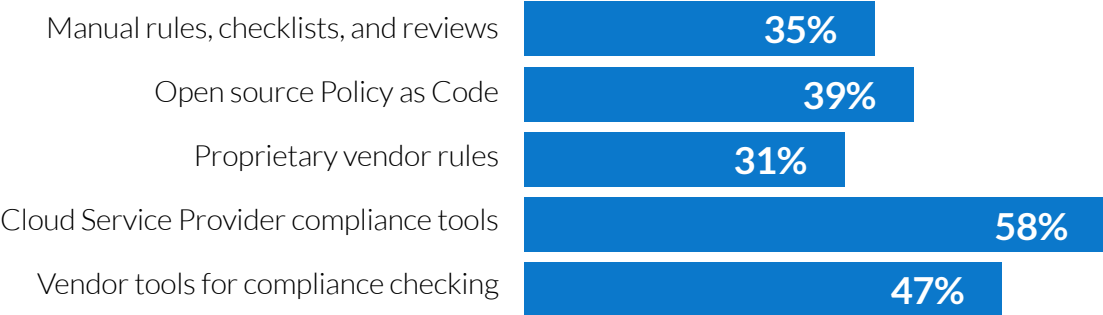 Manual rules, checklists, and reviews 35%
Open source Policy as Code 39%
Proprietary vendor rules 31%
Cloud Service Provider compliance tools 58%
Vendor tools for compliance checking 47%